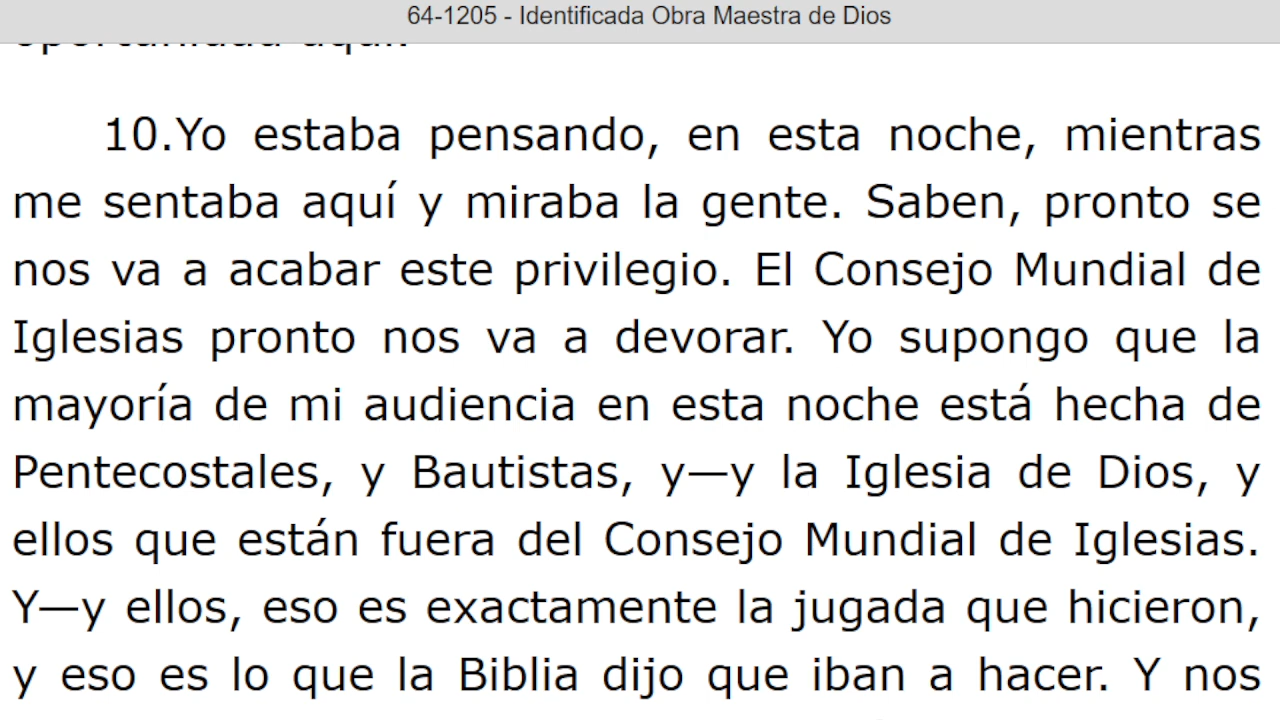 64-1205 - Identificada Obra Maestra de Dios
10.Yo estaba pensando, en esta noche, mientras
me sentaba aquí y miraba la gente. Saben, pronto se
nos va a acabar este privilegio. El Consejo Mundial de
Iglesias pronto nos va a devorar. Yo supongo que la
mayoría de mi audiencia en esta noche está hecha de
Pentecostales, y Bautistas, y—y la Iglesia de Dios, y
ellos que están fuera del Consejo Mundial de Iglesias.
Y—y ellos, eso es exactamente la jugada que hicieron,
y eso es lo que la Biblia dijo que iban a hacer. Y nos